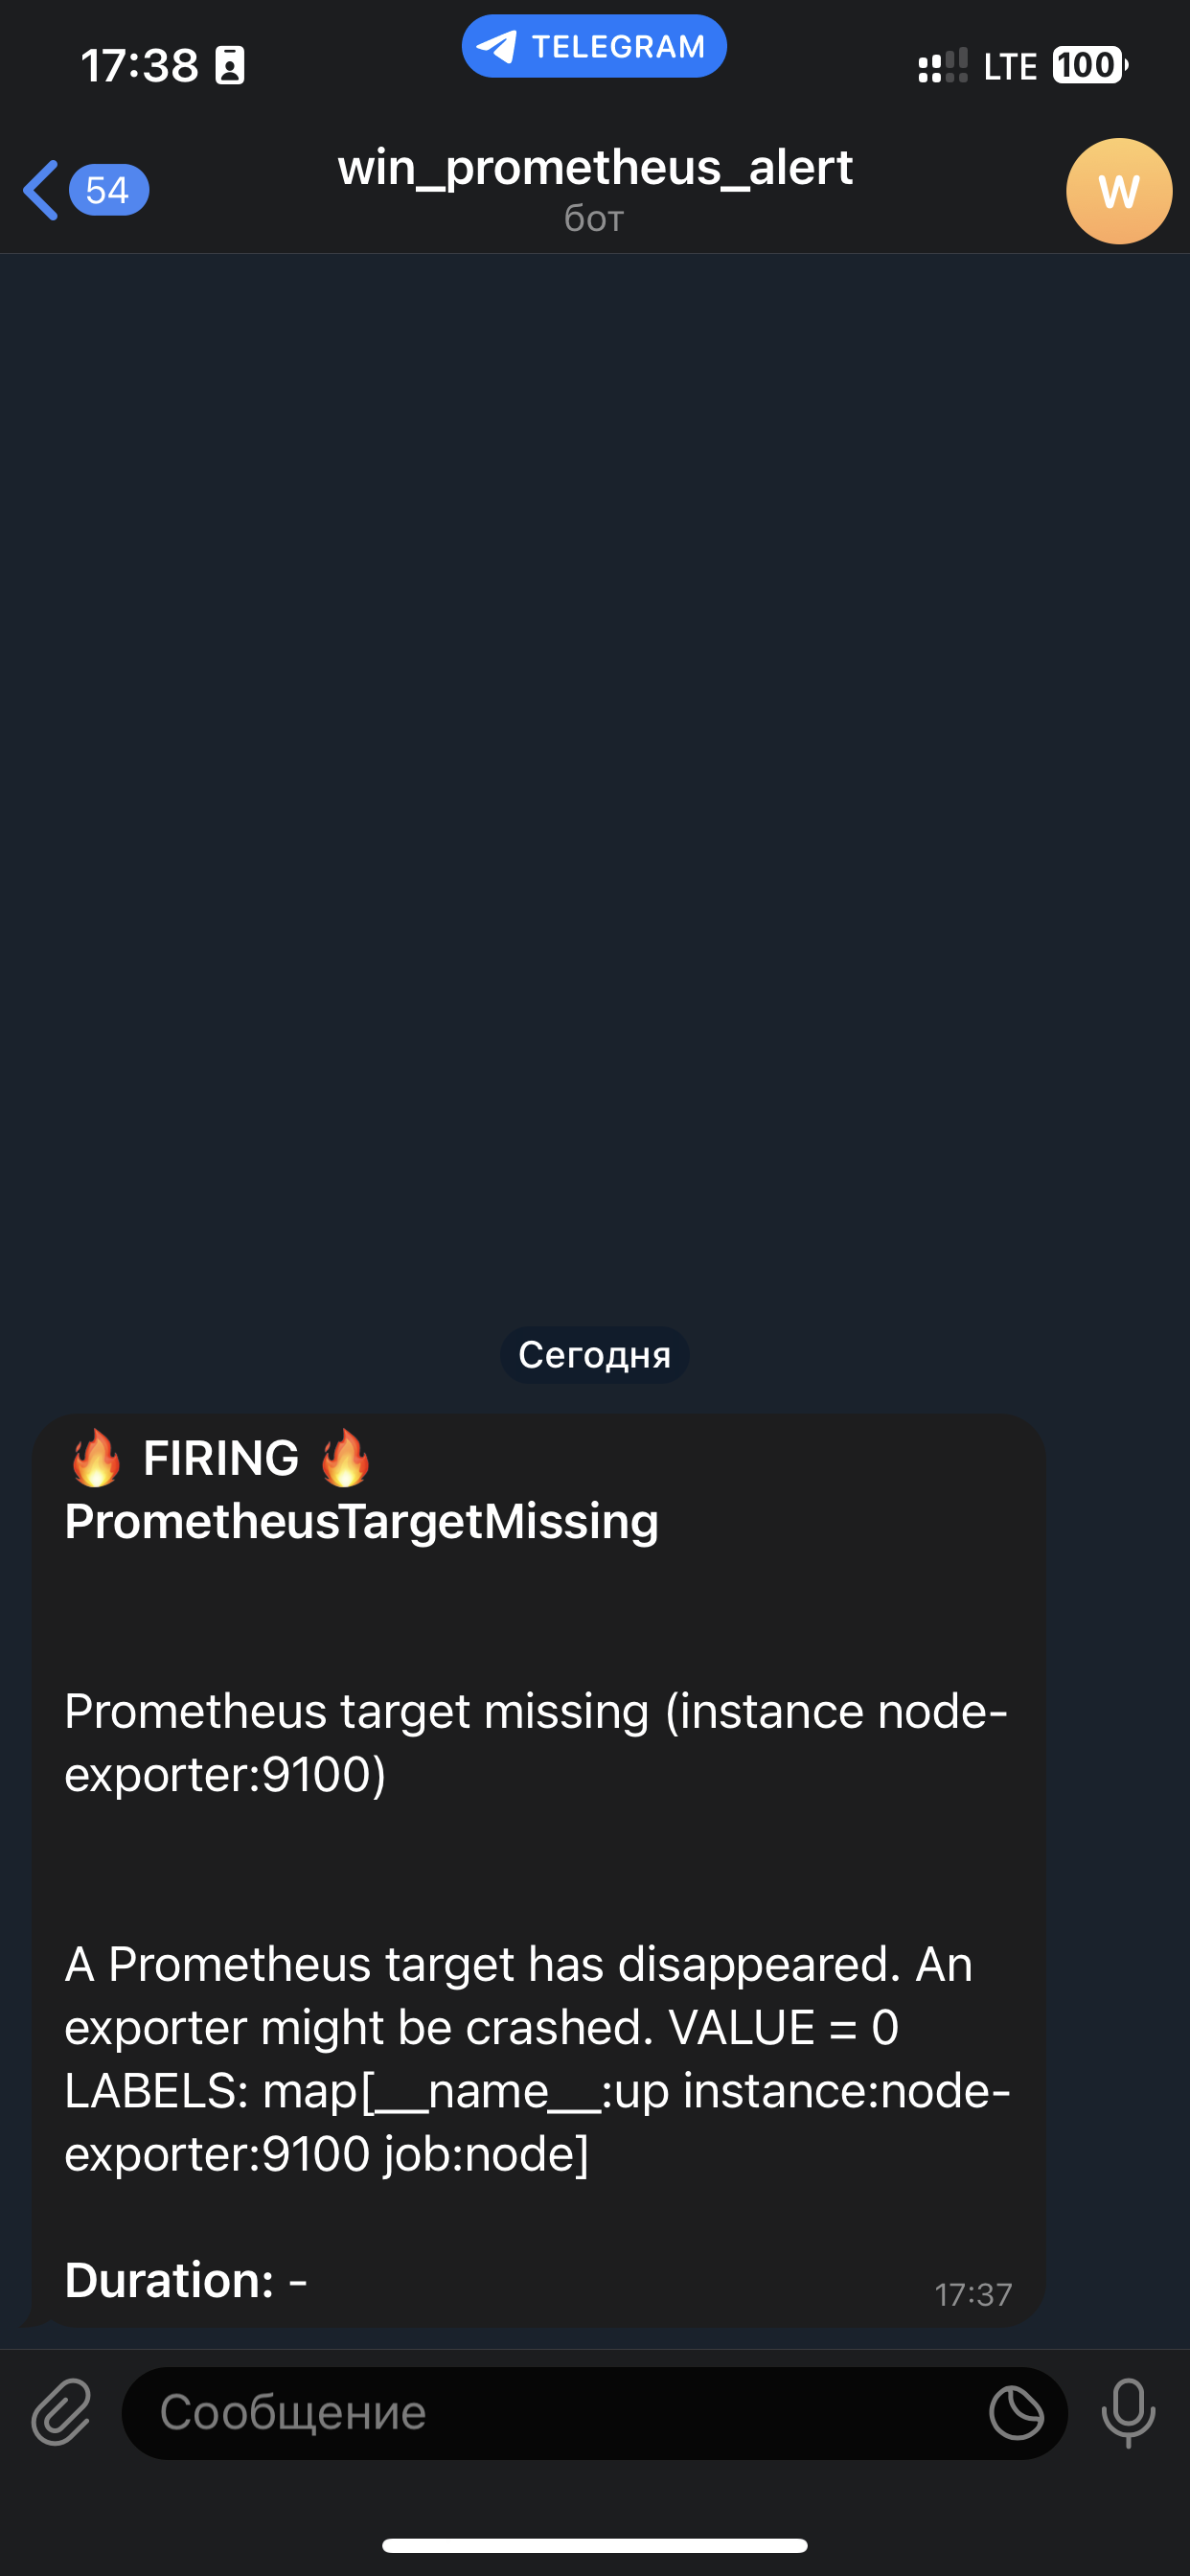 17:38
TELEGRAM
LTE 100
54
win_prometheus_alert
бот
W
Сегодня
🔥 FIRING 🔥
PrometheusTargetMissing
Prometheus target missing (instance node-
exporter:9100)
A Prometheus target has disappeared. An
exporter might be crashed. VALUE = 0
LABELS: map[__name__:up instance:node-
exporter:9100 job:node]
Duration: -
17:37
Сообщение